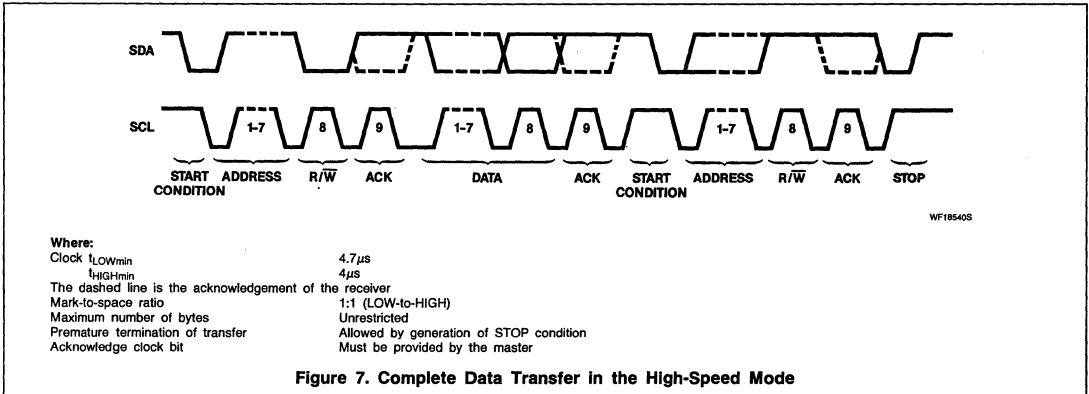 SDA
SCL
1-7 8 9 1-7 8 9 1-7 8 9
START CONDITION ADDRESS R/W̅ ACK DATA ACK START CONDITION ADDRESS R/W̅ ACK STOP
WF18540S
Where:
Clock tLOWmin 4.7μs
tHIGHmin 4μs
The dashed line is the acknowledgement of the receiver
Mark-to-space ratio 1:1 (LOW-to-HIGH)
Maximum number of bytes Unrestricted
Premature termination of transfer Allowed by generation of STOP condition
Acknowledge clock bit Must be provided by the master
Figure 7. Complete Data Transfer in the High-Speed Mode